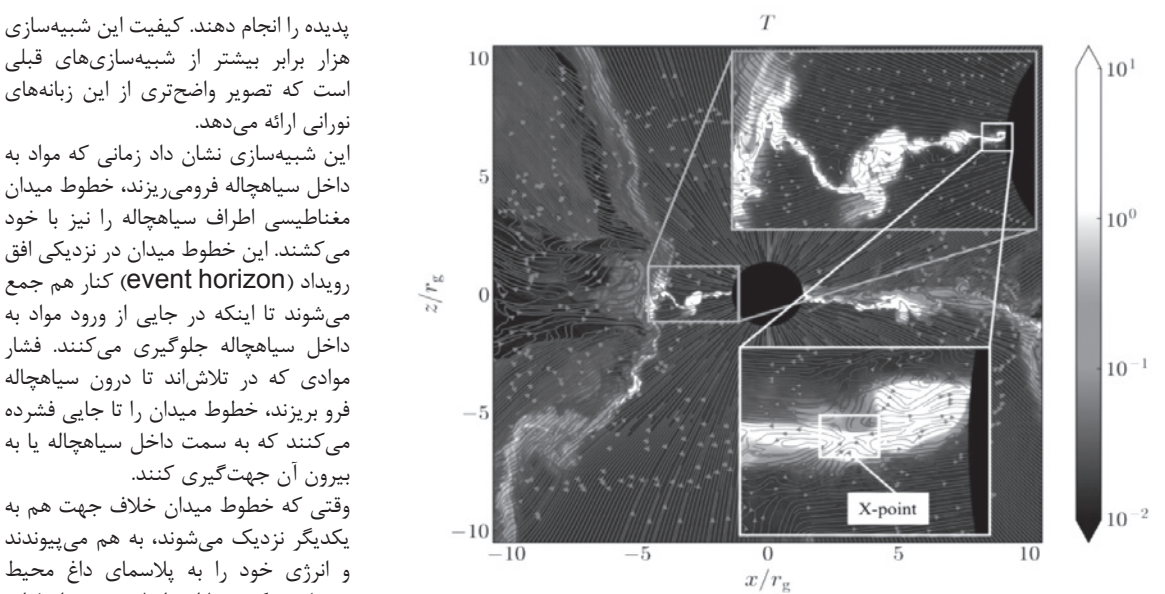 پدیده را انجام دهند. کیفیت این شبیه‌سازی
هزار برابر بیشتر از شبیه‌سازی‌های قبلی
است که تصویر واضح‌تری از این زبانه‌های
نورانی ارائه می‌دهد.
این شبیه‌سازی نشان داد زمانی که مواد به
داخل سیاهچاله فرومی‌ریزند، خطوط میدان
مغناطیسی اطراف سیاهچاله را نیز با خود
می‌کشند. این خطوط میدان در نزدیکی افق
رویداد (event horizon) کنار هم جمع
می‌شوند تا اینکه در جایی از ورود مواد به
داخل سیاهچاله جلوگیری می‌کنند. فشار
موادی که در تلاش‌اند تا درون سیاهچاله
فرو بریزند، خطوط میدان را تا جایی فشرده
می‌کنند که به سمت داخل سیاهچاله یا به
بیرون آن جهت‌گیری کنند.
وقتی که خطوط میدان خلاف جهت هم به
یکدیگر نزدیک می‌شوند، به هم می‌پیوندند
و انرژی خود را به پلاسمای داغ محیط
T
10
5
0
−5
−10
z/r_g
−10
−5
0
5
10
x/r_g
X-point
10^1
10^0
10^−1
10^−2